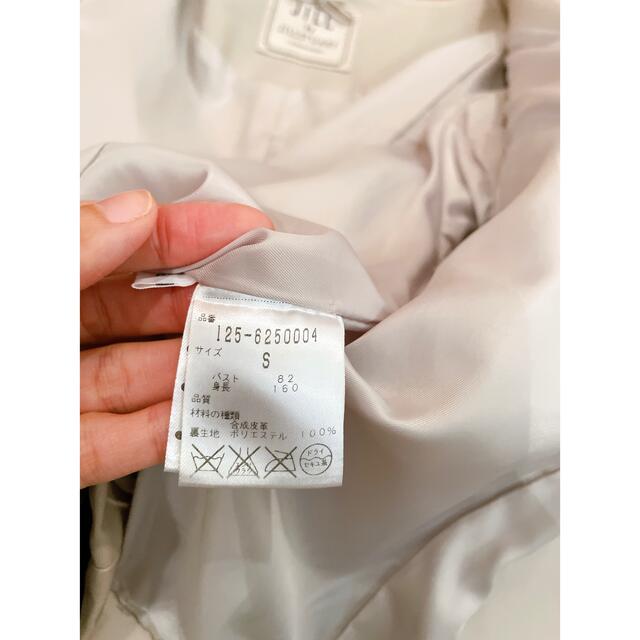 Jill
by
品番
125-6250004
サイズ
S
バスト 82
身長 160
品質
材料の種類
合成皮革
裏生地 ポリエステル 100%
ドライ
セキユ系